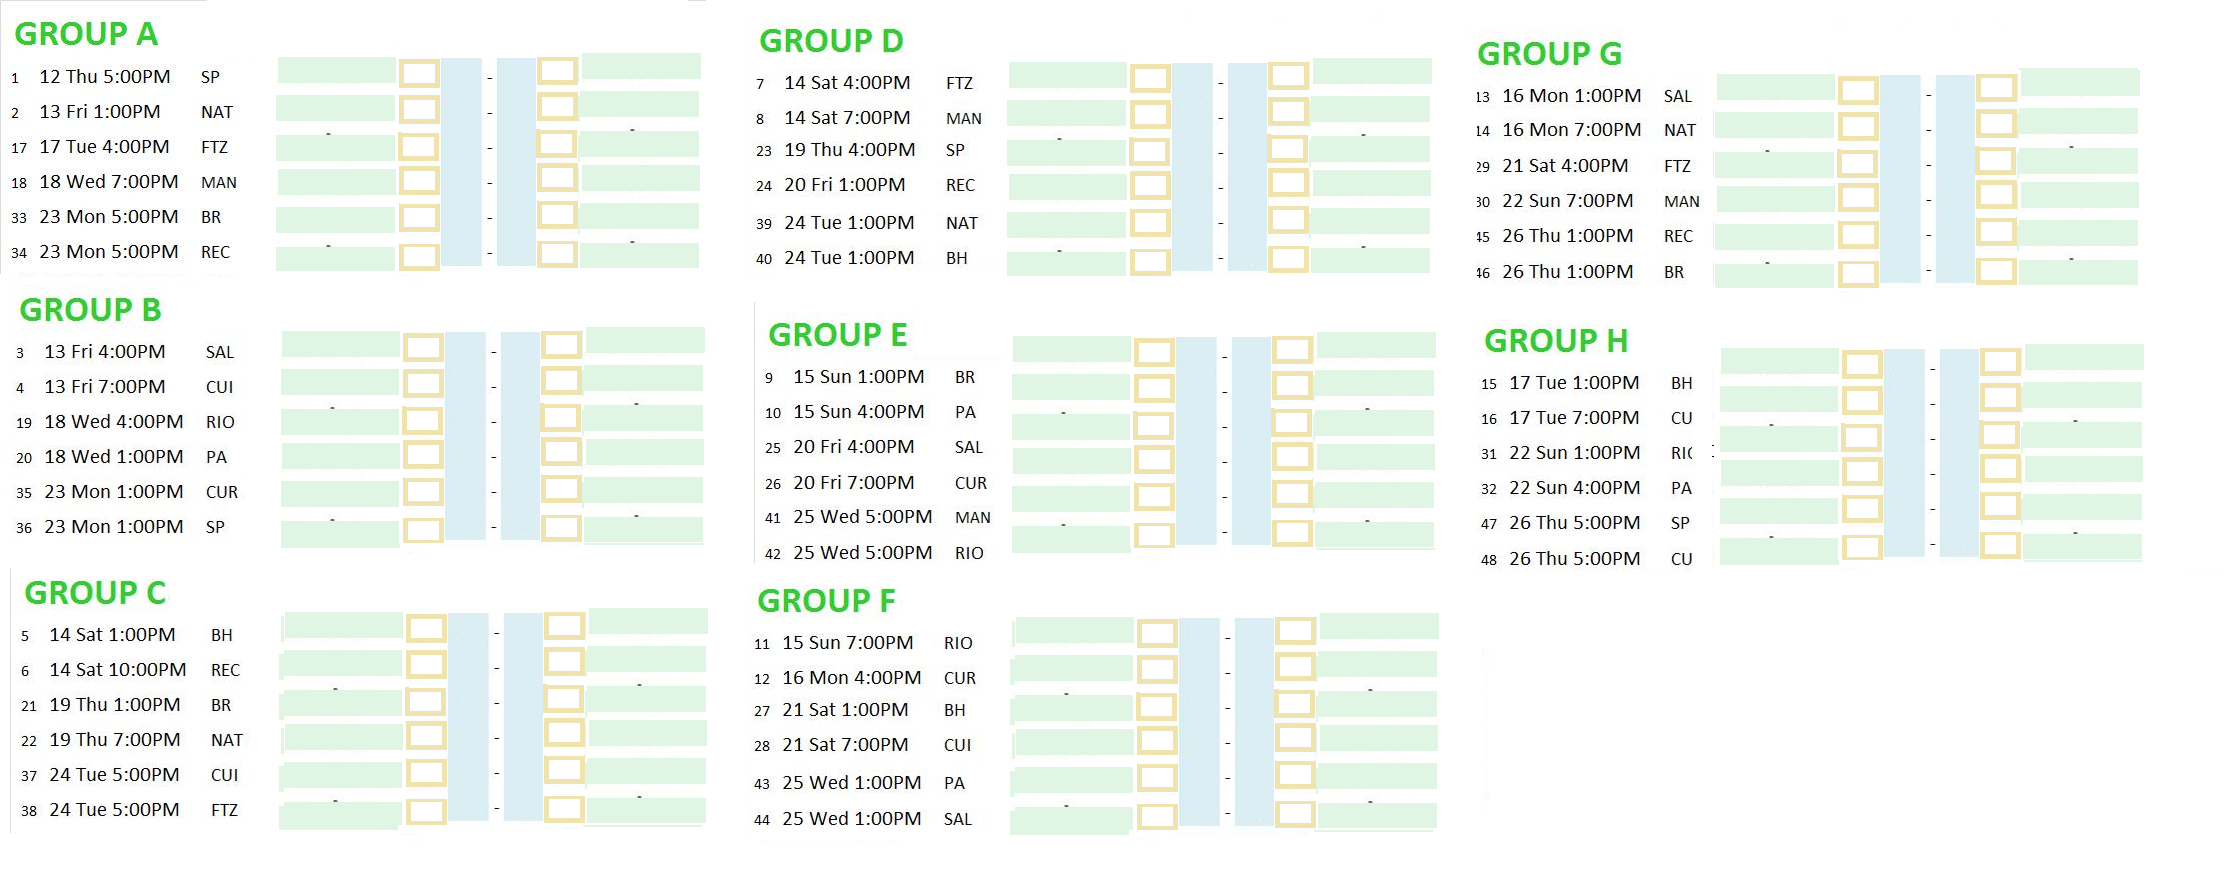 GROUP A
1 12 Thu 5:00PM SP -
2 13 Fri 1:00PM NAT -
17 17 Tue 4:00PM FTZ - - -
18 18 Wed 7:00PM MAN -
33 23 Mon 5:00PM BR -
34 23 Mon 5:00PM REC - - -
GROUP B
3 13 Fri 4:00PM SAL -
4 13 Fri 7:00PM CUI -
19 18 Wed 4:00PM RIO - - -
20 18 Wed 1:00PM PA -
35 23 Mon 1:00PM CUR -
36 23 Mon 1:00PM SP - - -
GROUP C
5 14 Sat 1:00PM BH -
6 14 Sat 10:00PM REC -
21 19 Thu 1:00PM BR - - -
22 19 Thu 7:00PM NAT -
37 24 Tue 5:00PM CUI -
38 24 Tue 5:00PM FTZ - - -
GROUP D
7 14 Sat 4:00PM FTZ -
8 14 Sat 7:00PM MAN -
23 19 Thu 4:00PM SP - - -
24 20 Fri 1:00PM REC -
39 24 Tue 1:00PM NAT -
40 24 Tue 1:00PM BH - - -
GROUP E
9 15 Sun 1:00PM BR -
10 15 Sun 4:00PM PA -
25 20 Fri 4:00PM SAL - - -
26 20 Fri 7:00PM CUR -
41 25 Wed 5:00PM MAN -
42 25 Wed 5:00PM RIO - - -
GROUP F
11 15 Sun 7:00PM RIO -
12 16 Mon 4:00PM CUR -
27 21 Sat 1:00PM BH - - -
28 21 Sat 7:00PM CUI -
43 25 Wed 1:00PM PA -
44 25 Wed 1:00PM SAL - - -
GROUP G
13 16 Mon 1:00PM SAL -
14 16 Mon 7:00PM NAT -
29 21 Sat 4:00PM FTZ - - -
30 22 Sun 7:00PM MAN -
45 26 Thu 1:00PM REC -
46 26 Thu 1:00PM BR - - -
GROUP H
15 17 Tue 1:00PM BH -
16 17 Tue 7:00PM CU -
31 22 Sun 1:00PM RIO - - -
32 22 Sun 4:00PM PA -
47 26 Thu 5:00PM SP -
48 26 Thu 5:00PM CU - - -